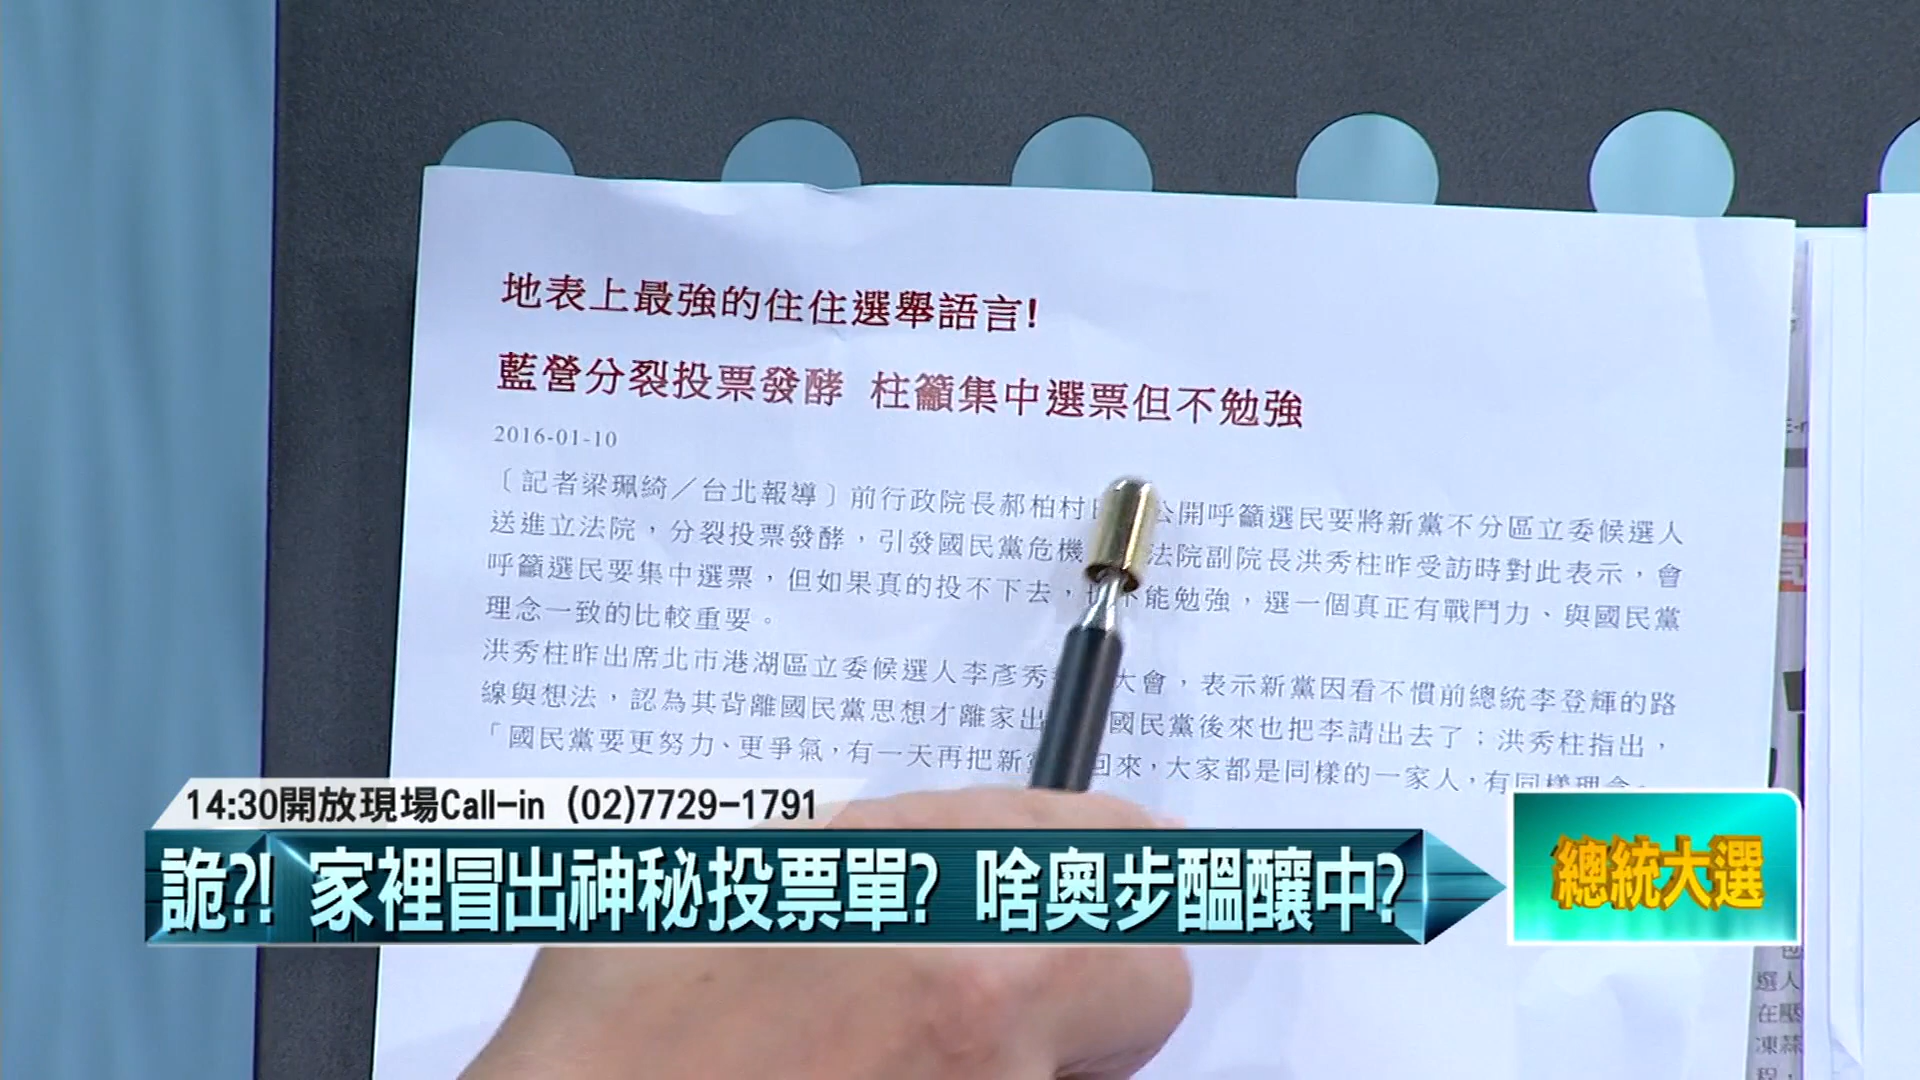 地表上最強的住住選舉語言!
藍營分裂投票發酵 柱籲集中選票但不勉強
2016-01-10
〔記者梁珮綺／台北報導〕前行政院長郝柏村 公開呼籲選民要將新黨不分區立委候選人
送進立法院，分裂投票發酵，引發國民黨危機 法院副院長洪秀柱昨受訪時對此表示，會
呼籲選民要集中選票，但如果真的投不下去，也不能勉強，選一個真正有戰鬥力、與國民黨
理念一致的比較重要。
洪秀柱昨出席北市港湖區立委候選人李彥秀 大會，表示新黨因看不慣前總統李登輝的路
線與想法，認為其背離國民黨思想才離家出 國民黨後來也把李請出去了；洪秀柱指出，
「國民黨要更努力、更爭氣，有一天再把新 回來，大家都是同樣的一家人，有同樣理念
14:30開放現場Call-in (02)7729-1791
詭?! 家裡冒出神秘投票單? 啥奧步醞釀中?
總統大選
選人
在壓
凍蒜